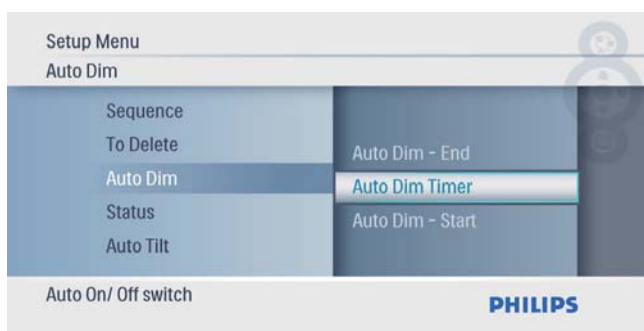 Setup Menu
Auto Dim
Sequence
To Delete
Auto Dim
Status
Auto Tilt
Auto Dim - End
Auto Dim Timer
Auto Dim - Start
Auto On/ Off switch
PHILIPS